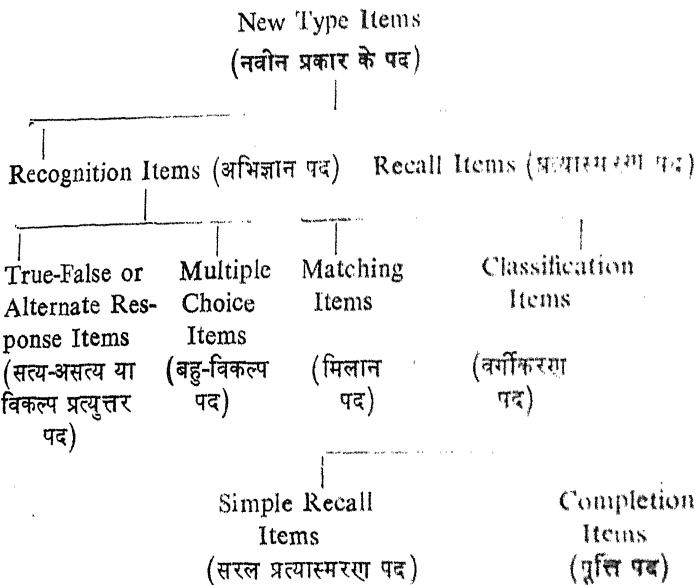 New Type Items
(नवीन प्रकार के पद)
Recognition Items (अभिज्ञान पद) Recall Items (प्रत्यास्मरण पद)
True-False or
Alternate Res-
ponse Items
(सत्य-असत्य या
विकल्प प्रत्युत्तर
पद)
Multiple
Choice
Items
(बहु-विकल्प
पद)
Matching
Items
(मिलान
पद)
Classification
Items
(वर्गीकरण
पद)
Simple Recall
Items
(सरल प्रत्यास्मरण पद)
Completion
Items
(पूर्त्ति पद)